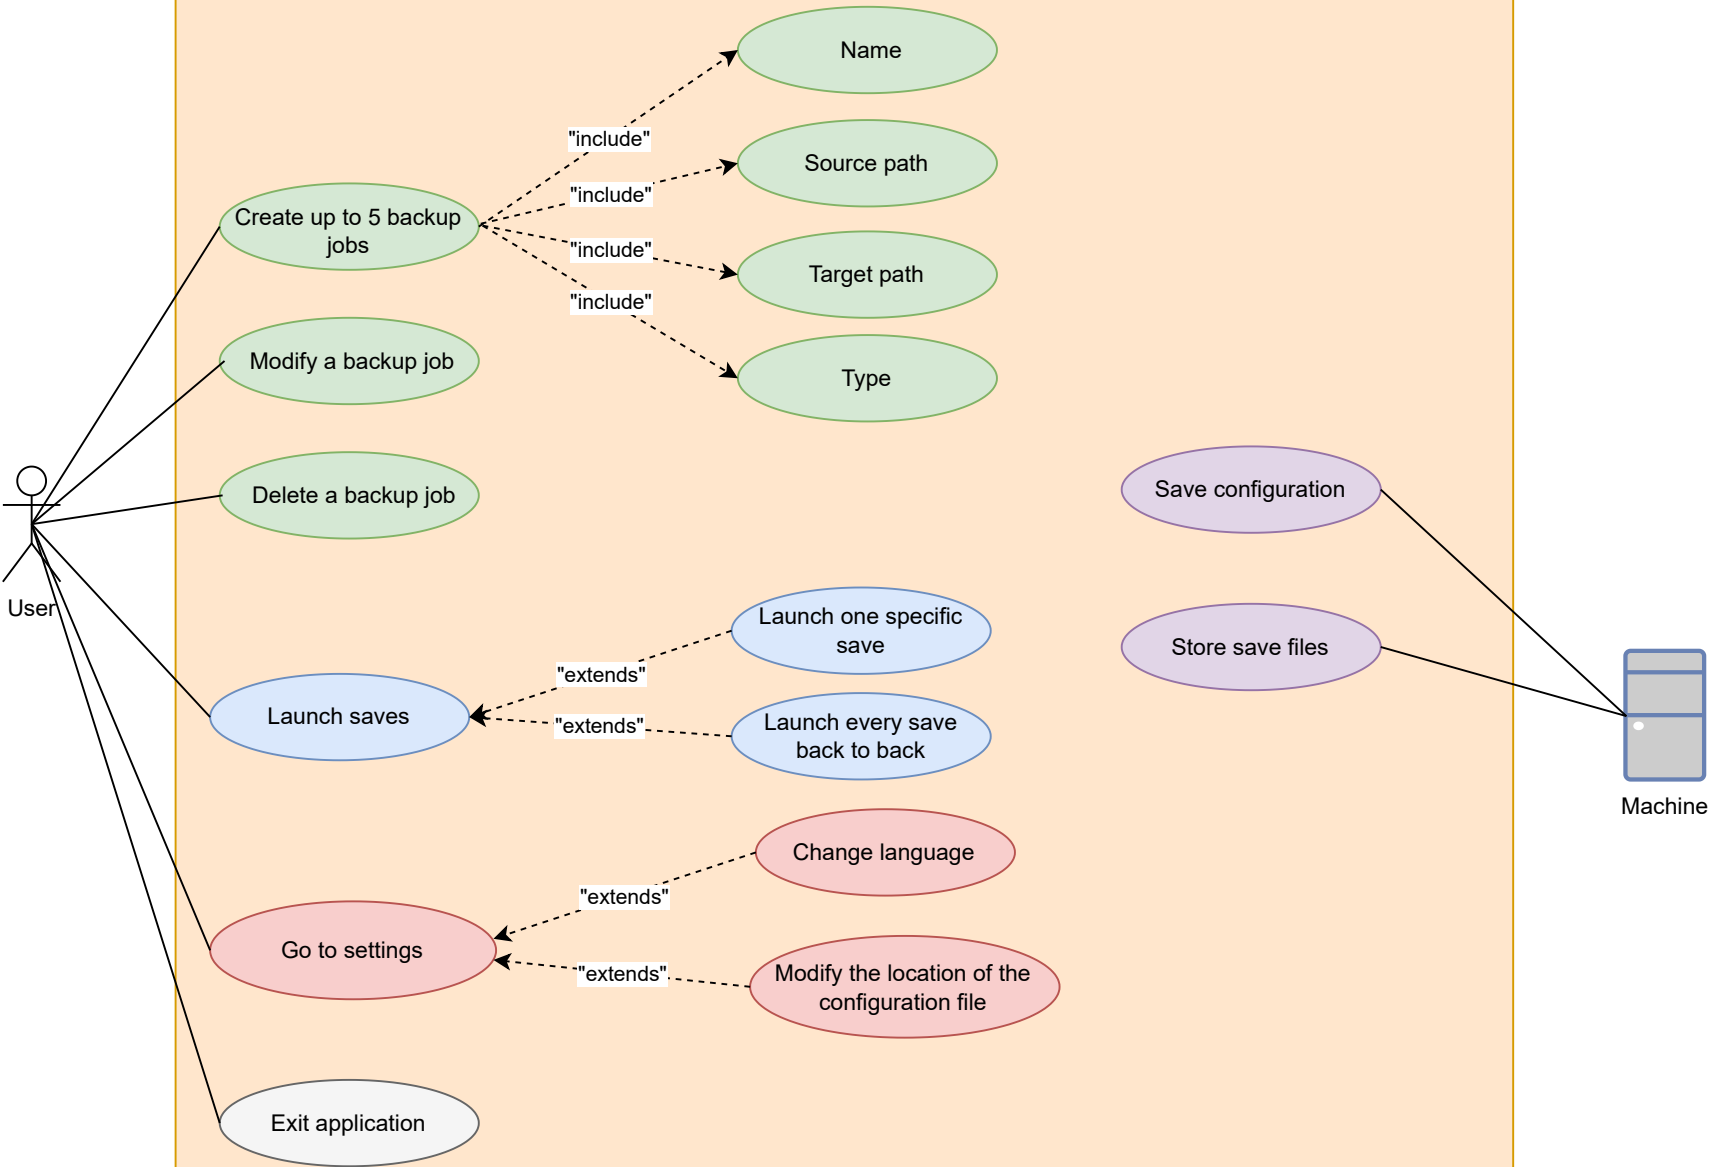 Name
"include"
Source path
"include"
Create up to 5 backup
jobs
"include"
Target path
"include"
Modify a backup job
Type
Delete a backup job
Save configuration
User
Launch one specific
save
"extends"
Store save files
Launch saves
"extends"
Launch every save
back to back
Machine
Change language
"extends"
Go to settings
"extends"
Modify the location of the
configuration file
Exit application